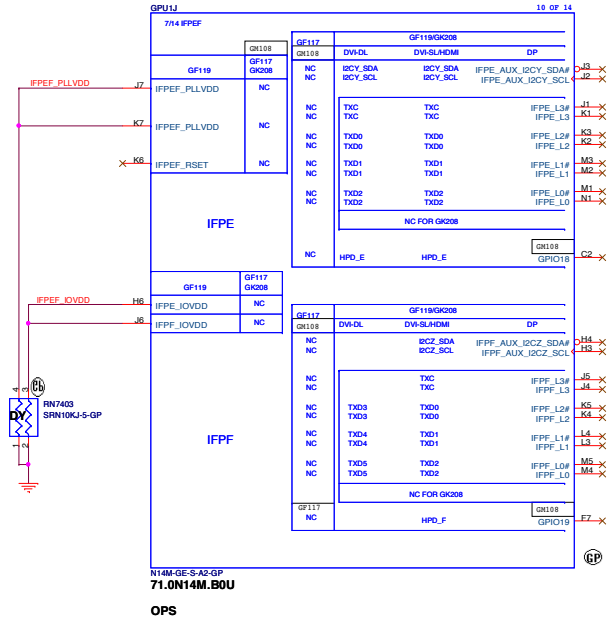 GPU1J 10 OF 14
7/14 IFPEF
GM108
GF119 GF117 GK208
IFPEF_PLLVDD J7 IFPEF_PLLVDD NC
K7 IFPEF_PLLVDD NC
K6 IFPEF_RSET NC
IFPE
GF117 GM108 GF119/GK208
DVI-DL DVI-SL/HDMI DP
NC I2CY_SDA I2CY_SDA IFPE_AUX_I2CY_SDA# J3
NC I2CY_SCL I2CY_SCL IFPE_AUX_I2CY_SCL J2
NC TXC TXC IFPE_L3# J1
NC TXC TXC IFPE_L3 K1
NC TXD0 TXD0 IFPE_L2# K3
NC TXD0 TXD0 IFPE_L2 K2
NC TXD1 TXD1 IFPE_L1# M3
NC TXD1 TXD1 IFPE_L1 M2
NC TXD2 TXD2 IFPE_L0# M1
NC TXD2 TXD2 IFPE_L0 N1
NC FOR GK208
GM108
NC HPD_E HPD_E GPIO18 C2
GF119 GF117 GK208
IFPEF_IOVDD H6 IFPE_IOVDD NC
J6 IFPF_IOVDD NC
IFPF
GF117 GM108 GF119/GK208
DVI-DL DVI-SL/HDMI DP
NC I2CZ_SDA IFPF_AUX_I2CZ_SDA# H4
NC I2CZ_SCL IFPF_AUX_I2CZ_SCL H3
NC TXC IFPF_L3# J5
NC TXC IFPF_L3 J4
NC TXD3 TXD0 IFPF_L2# K5
NC TXD3 TXD0 IFPF_L2 K4
NC TXD4 TXD1 IFPF_L1# L4
NC TXD4 TXD1 IFPF_L1 L3
NC TXD5 TXD2 IFPF_L0# M5
NC TXD5 TXD2 IFPF_L0 M4
NC FOR GK208
GF117 GM108
NC HPD_F GPIO19 F7
4 3
DY
RN7403
SRN10KJ-5-GP
1 2
GP
N14M-GE-S-A2-GP
71.0N14M.B0U
OPS